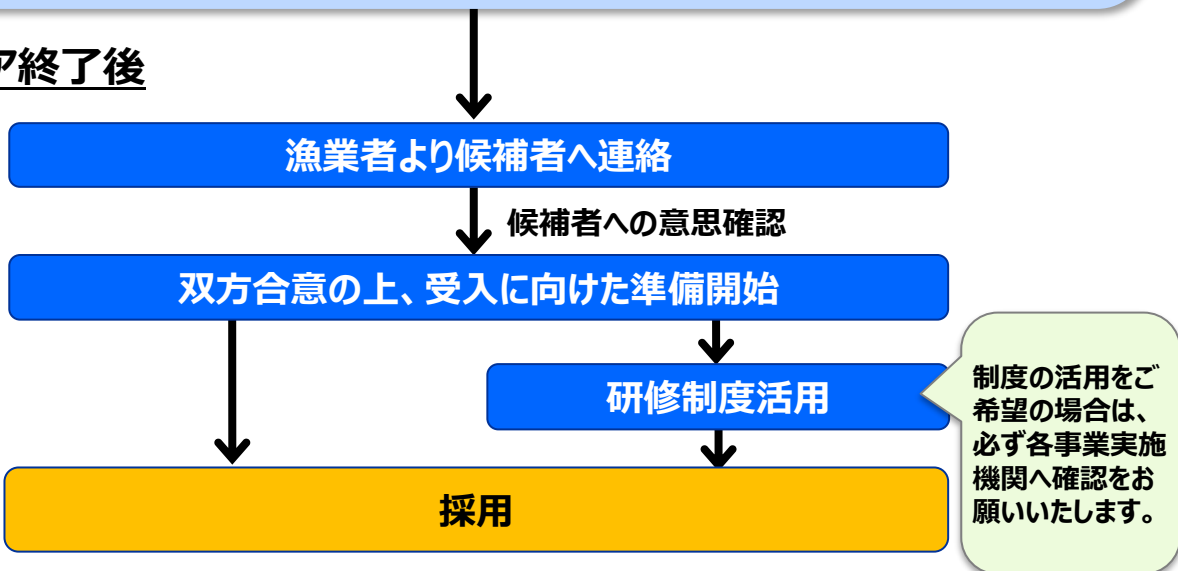 ア終了後
漁業者より候補者へ連絡
候補者への意思確認
双方合意の上、受入に向けた準備開始
研修制度活用
制度の活用をご
希望の場合は、
必ず各事業実施
機関へ確認をお
願いいたします。
採用